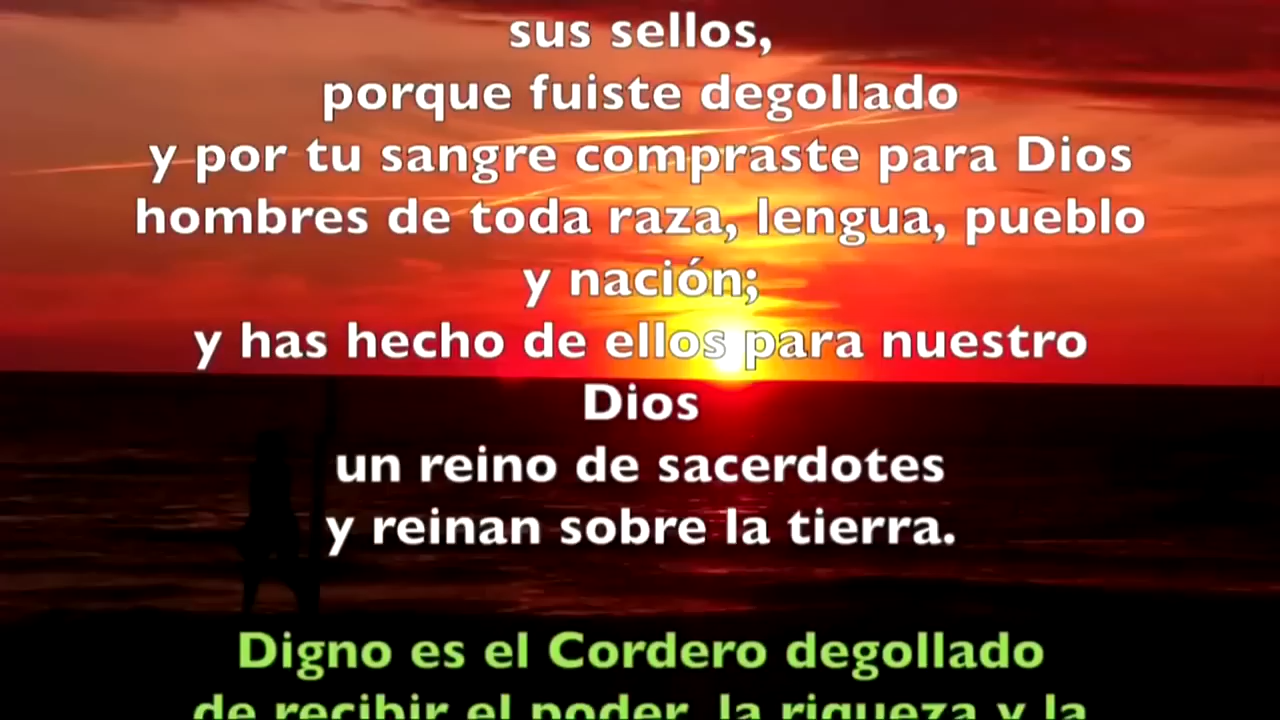 sus sellos,
porque fuiste degollado
y por tu sangre compraste para Dios
hombres de toda raza, lengua, pueblo
y nación;
y has hecho de ellos para nuestro
Dios
un reino de sacerdotes
y reinan sobre la tierra.
Digno es el Cordero degollado
de recibir el poder, la riqueza y la